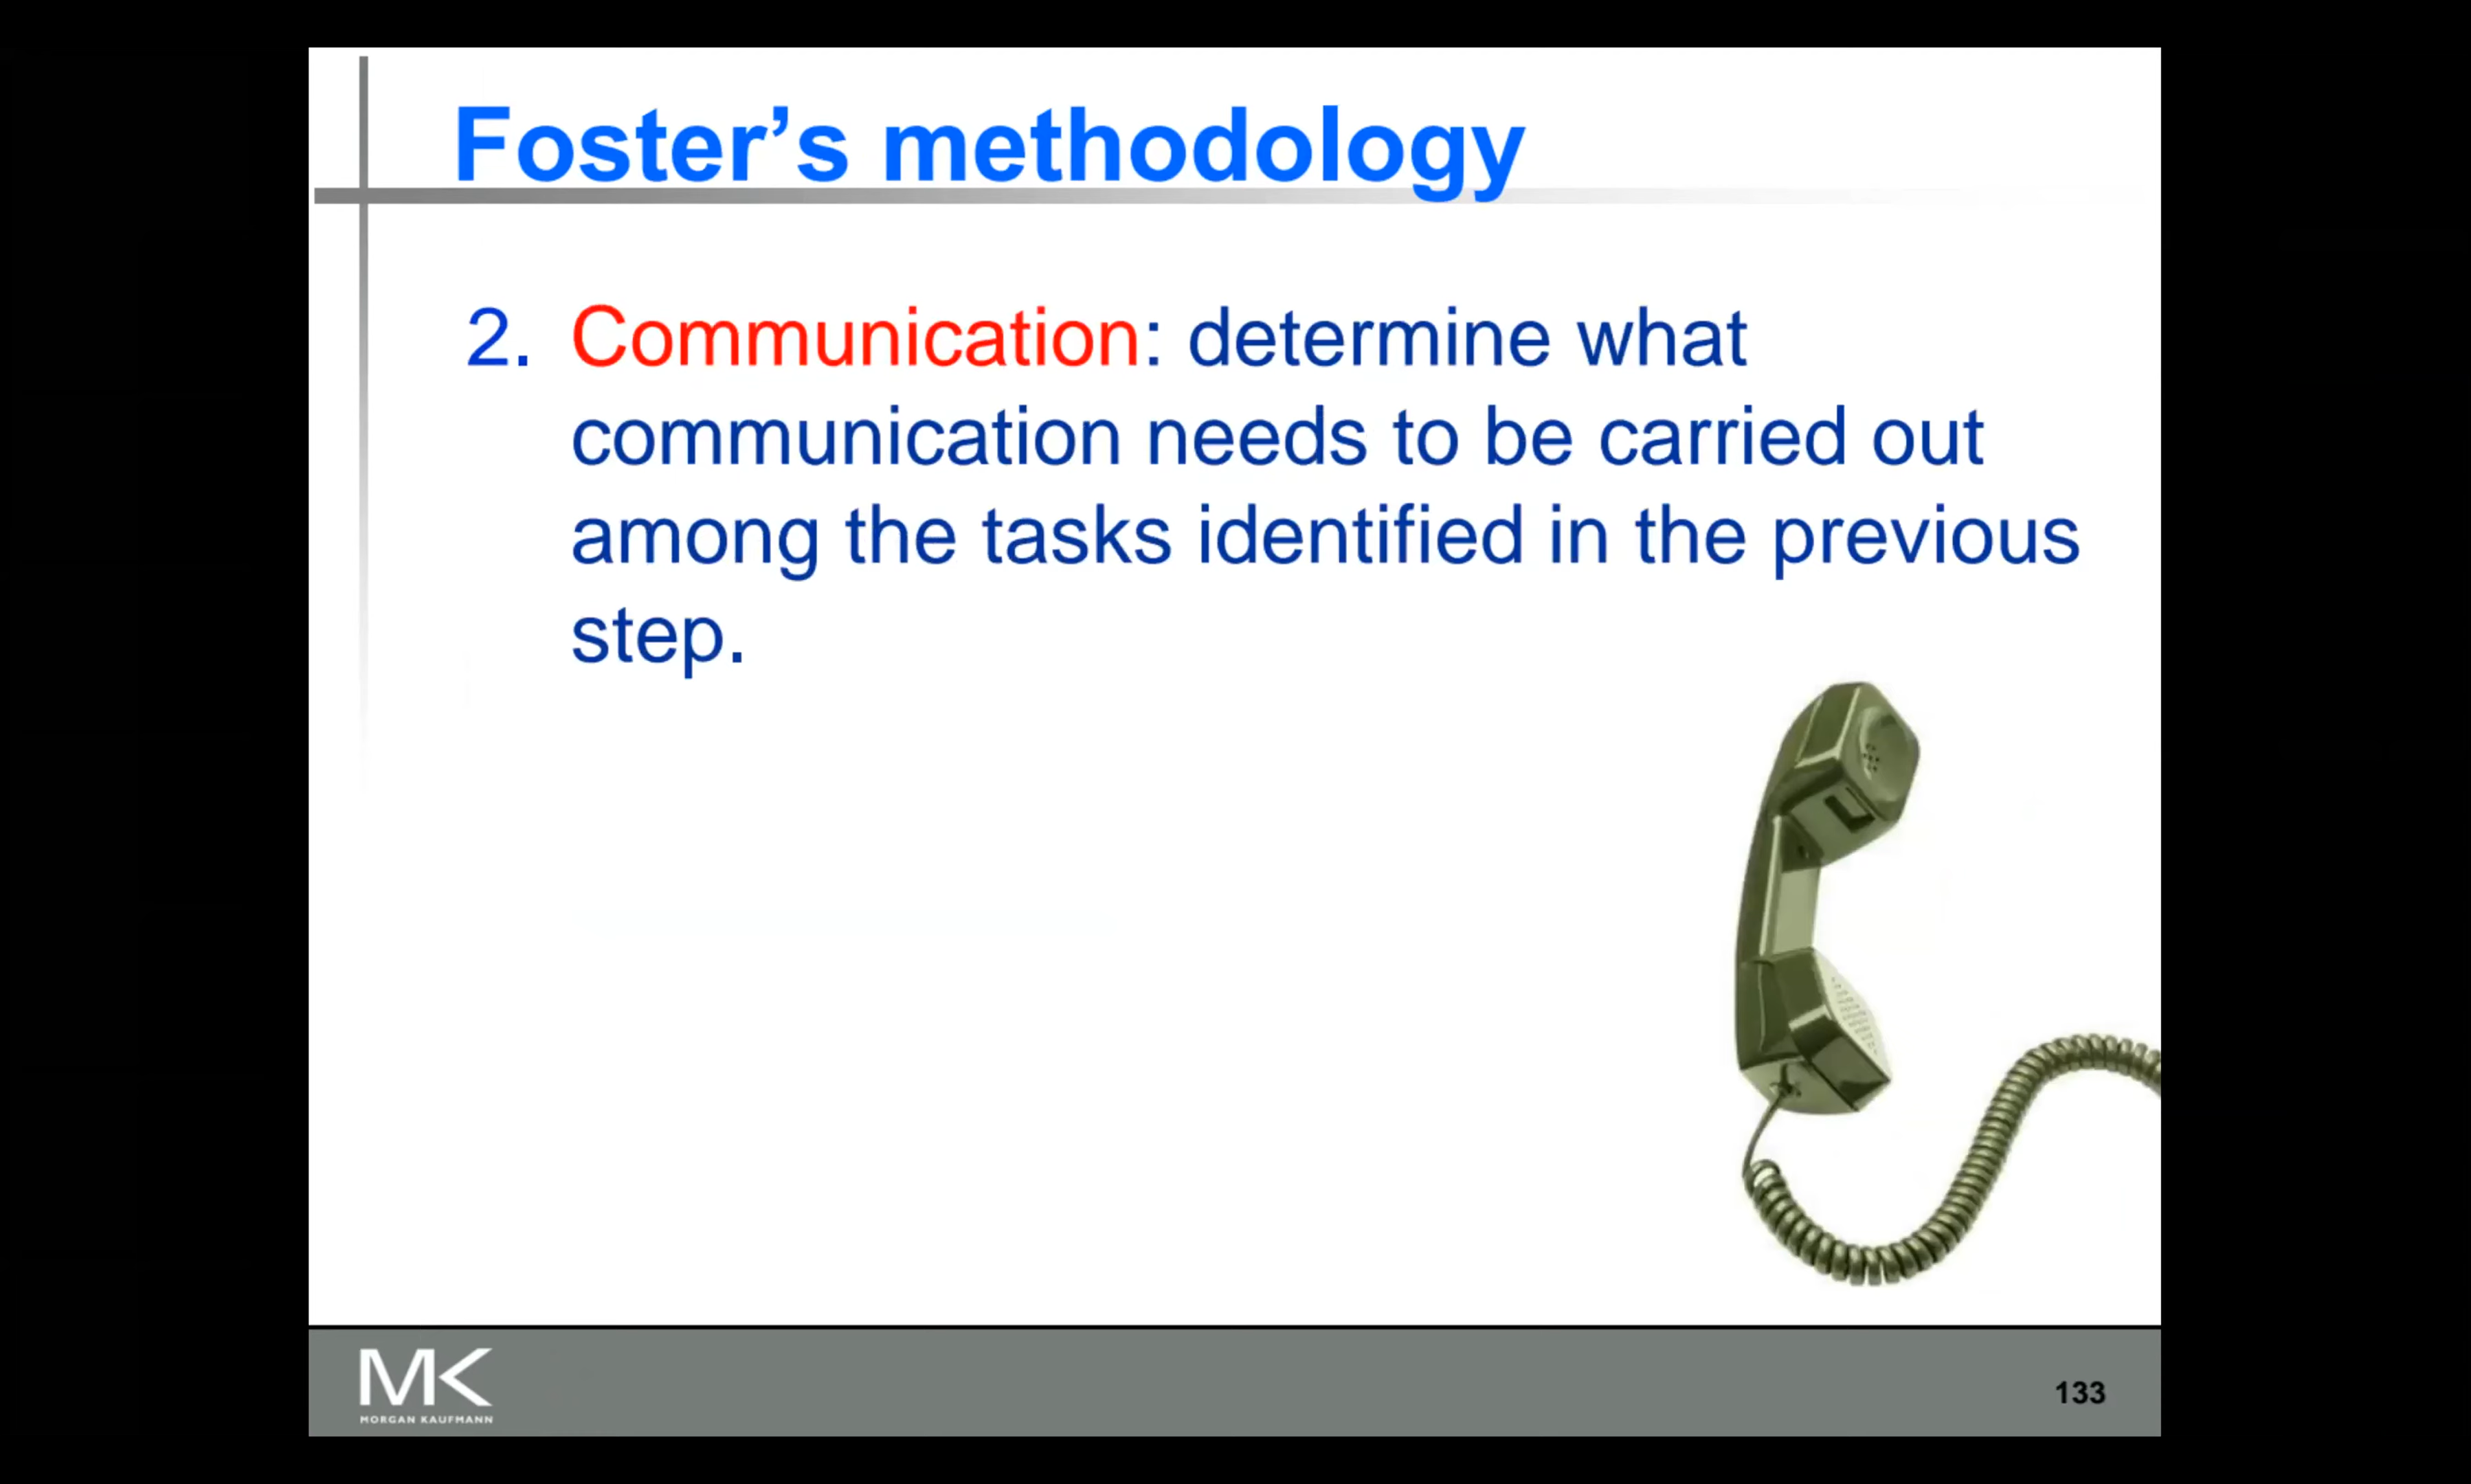 Foster’s methodology
2. Communication: determine what
communication needs to be carried out
among the tasks identified in the previous
step.
MK
MORGAN KAUFMANN
133